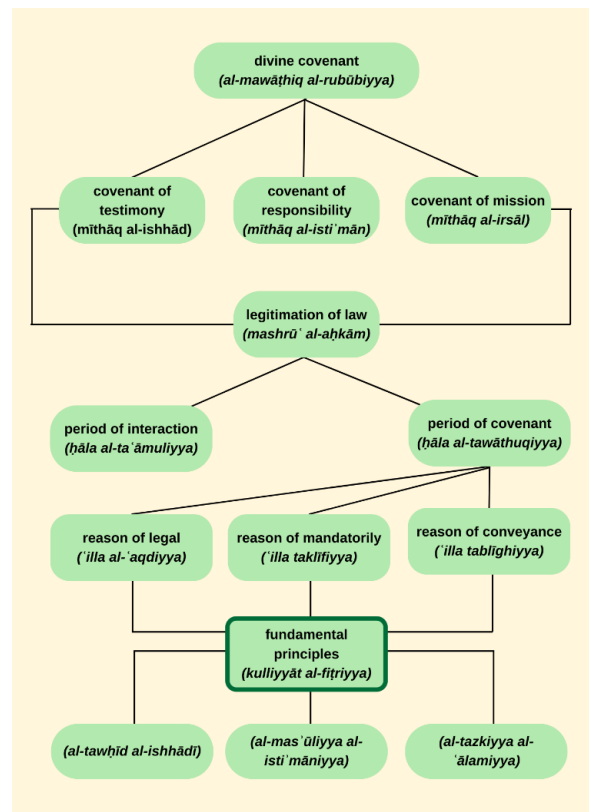 divine covenant
(al-mawāṯhiq al-rubūbiyya)
covenant of
testimony
(mīthāq al-ishhād)
covenant of
responsibility
(mīthāq al-istiʾmān)
covenant of mission
(mīthāq al-irsāl)
legitimation of law
(mashrūʿ al-aḥkām)
period of interaction
(ḥāla al-taʿāmuliyya)
period of covenant
(ḥāla al-tawāthuqiyya)
reason of legal
(ʿilla al-ʿaqdiyya)
reason of mandatorily
(ʿilla taklīfiyya)
reason of conveyance
(ʿilla tablīghiyya)
fundamental
principles
(kulliyyāt al-fiṭriyya)
(al-tawḥīd al-ishhādī)
(al-masʾūliyya al-
istiʾmāniyya)
(al-tazkiyya al-
ʿālamiyya)